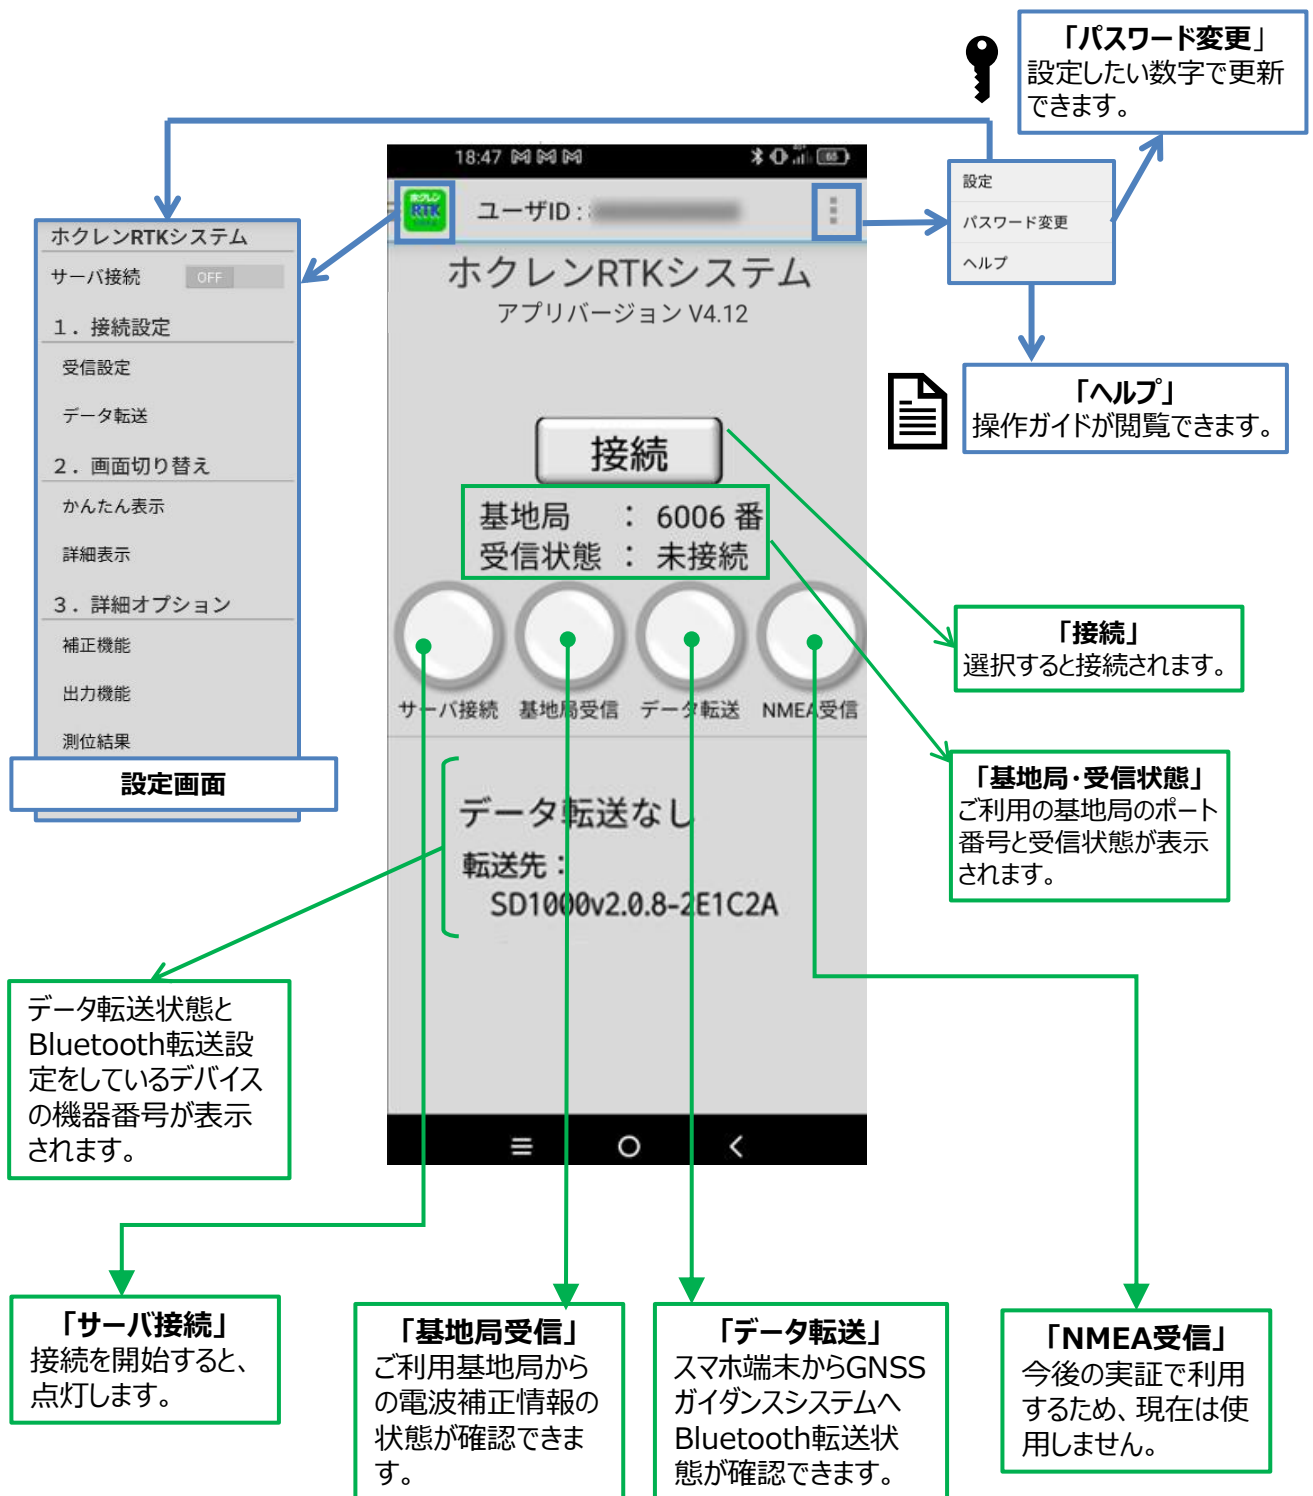 「パスワード変更」
設定したい数字で更新
できます。
18:47
65
設定
パスワード変更
ヘルプ
ホクレン
RTK
ユーザID :
ホクレンRTKシステム
アプリバージョン V4.12
ホクレンRTKシステム
サーバ接続 OFF
1．接続設定
受信設定
データ転送
2．画面切り替え
かんたん表示
詳細表示
3．詳細オプション
補正機能
出力機能
測位結果
設定画面
「ヘルプ」
操作ガイドが閲覧できます。
接続
基地局 ： 6006 番
受信状態 ： 未接続
サーバ接続 基地局受信 データ転送 NMEA受信
「接続」
選択すると接続されます。
「基地局・受信状態」
ご利用の基地局のポート
番号と受信状態が表示
されます。
データ転送なし
転送先：
SD1000v2.0.8-2E1C2A
データ転送状態と
Bluetooth転送設
定をしているデバイス
の機器番号が表示
されます。
「サーバ接続」
接続を開始すると、
点灯します。
「基地局受信」
ご利用基地局から
の電波補正情報の
状態が確認できま
す。
「データ転送」
スマホ端末からGNSS
ガイダンスシステムへ
Bluetooth転送状
態が確認できます。
「NMEA受信」
今後の実証で利用
するため、現在は使
用しません。